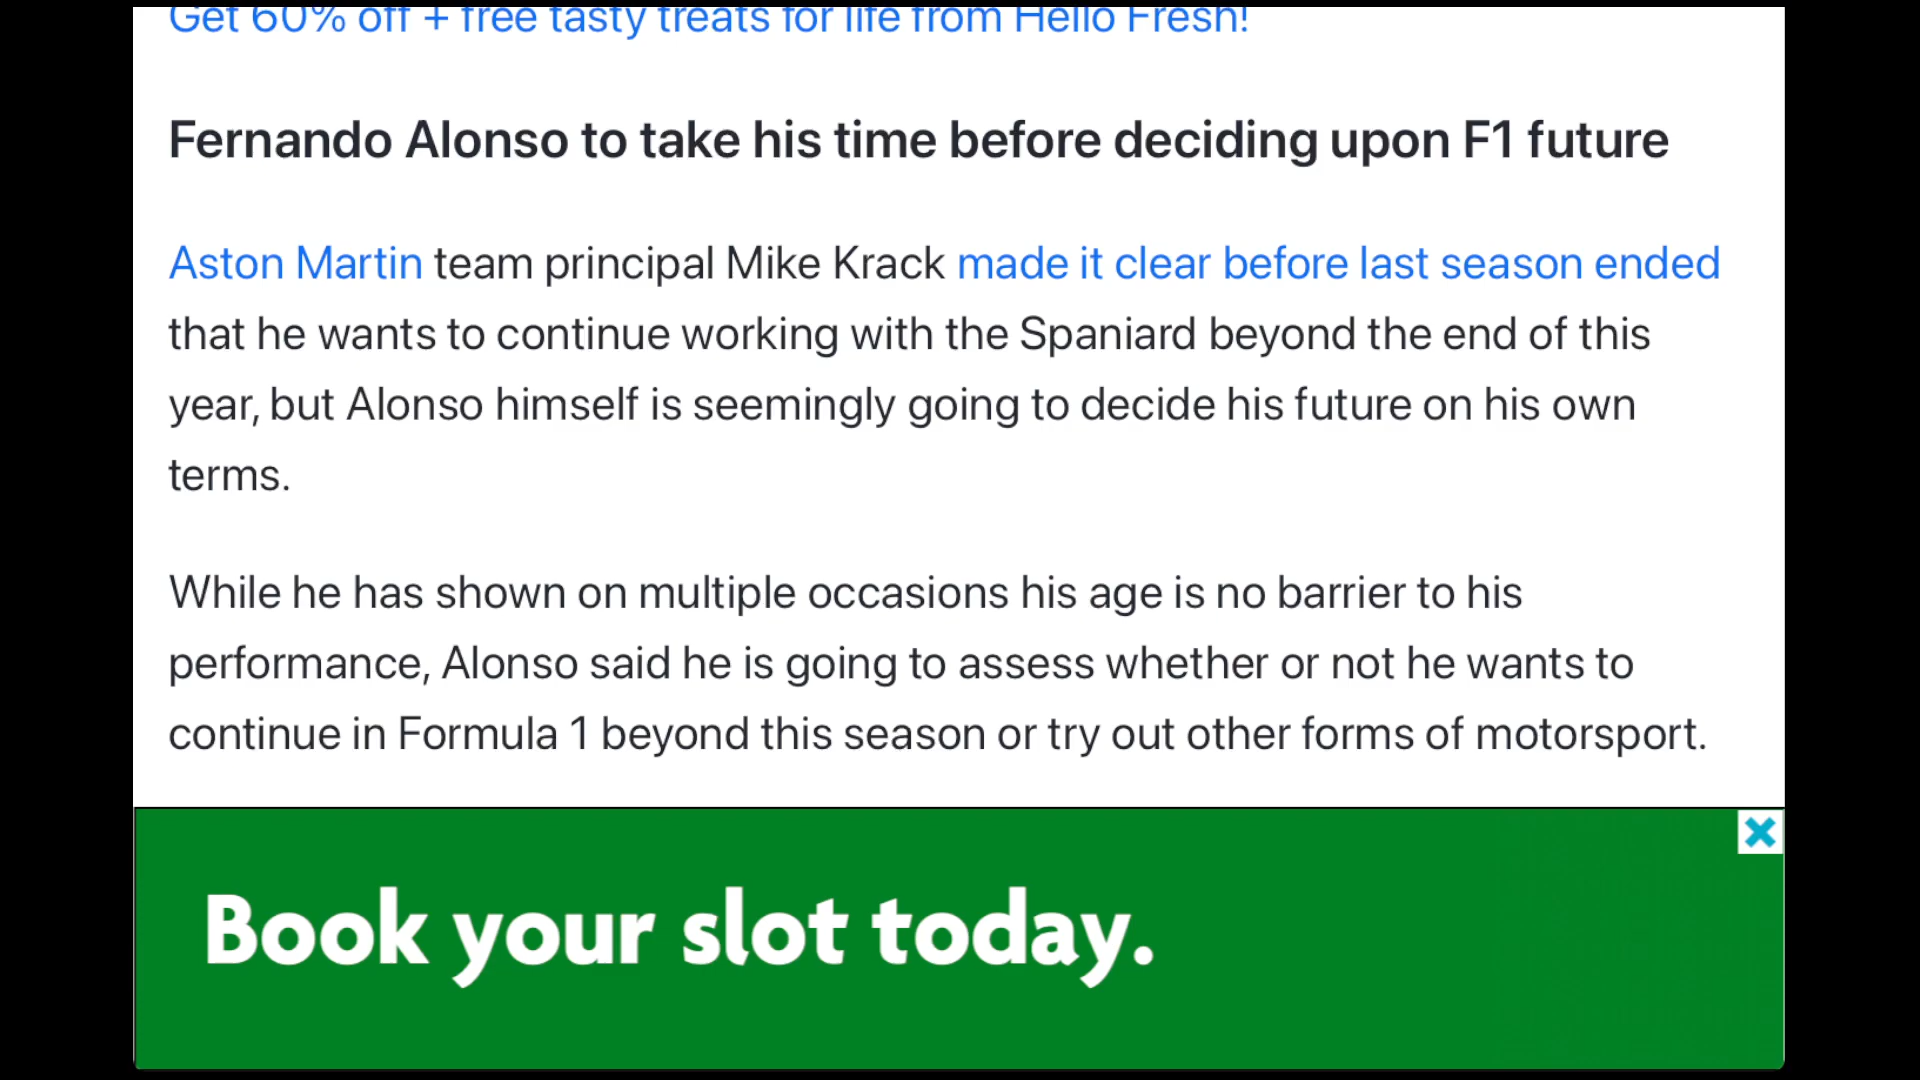 Get 60% off + free tasty treats for life from Hello Fresh!
Fernando Alonso to take his time before deciding upon F1 future
Aston Martin team principal Mike Krack made it clear before last season ended
that he wants to continue working with the Spaniard beyond the end of this
year, but Alonso himself is seemingly going to decide his future on his own
terms.
While he has shown on multiple occasions his age is no barrier to his
performance, Alonso said he is going to assess whether or not he wants to
continue in Formula 1 beyond this season or try out other forms of motorsport.
Book your slot today.